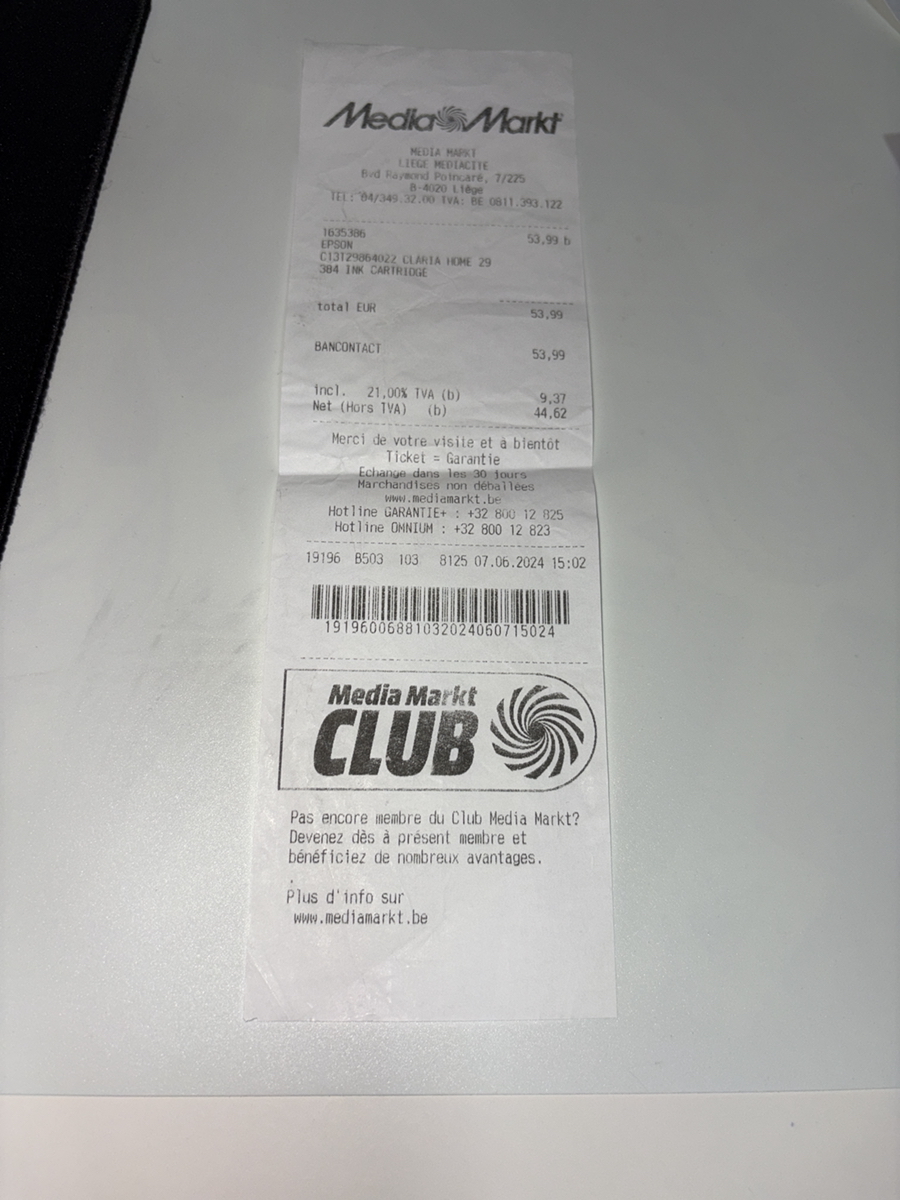 Media Markt
MEDIA MARKT
LIEGE MEDIACITE
Bvd Raymond Poincaré, 7/275
B-4020 Liège
TEL: 04/349.32.00 TVA: BE 0811.393.122
1635386 53,99 b
EPSON
C13T29864022 CLARIA HOME 29
384 INK CARTRIDGE
total EUR 53,99
BANCONTACT 53,99
incl. 21,00% TVA (b) 9,37
Net (Hors TVA) (b) 44,62
Merci de votre visite et à bientôt
Ticket = Garantie
Echange dans les 30 jours
Marchandises non déballées
www.mediamarkt.be
Hotline GARANTIE+ : +32 800 12 825
Hotline OMNIUM : +32 800 12 823
19196 B503 103 8125 07.06.2024 15:02
1919600688103202406071​5024
Media Markt
CLUB
Pas encore membre du Club Media Markt?
Devenez dès à présent membre et
bénéficiez de nombreux avantages.
.
Plus d'info sur
www.mediamarkt.be